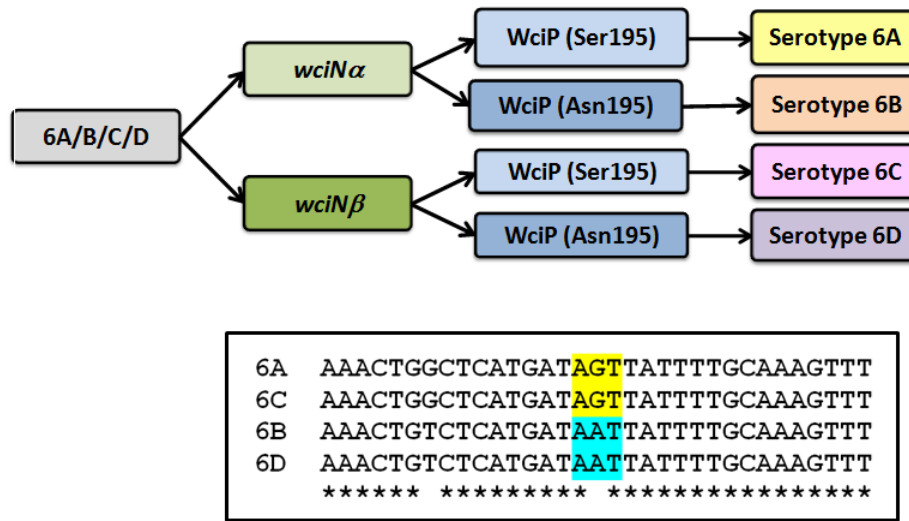 WciP (Ser195) Serotype 6A
wciNα
WciP (Asn195) Serotype 6B
6A/B/C/D
WciP (Ser195) Serotype 6C
wciNβ
WciP (Asn195) Serotype 6D
6A AAACTGGCTCATGATAGTTATTTTGCAAAGTTT
6C AAACTGGCTCATGATAGTTATTTTGCAAAGTTT
6B AAACTGTCTCATGATAATTATTTTGCAAAGTTT
6D AAACTGTCTCATGATAATTATTTTGCAAAGTTT
****** ********* ****************